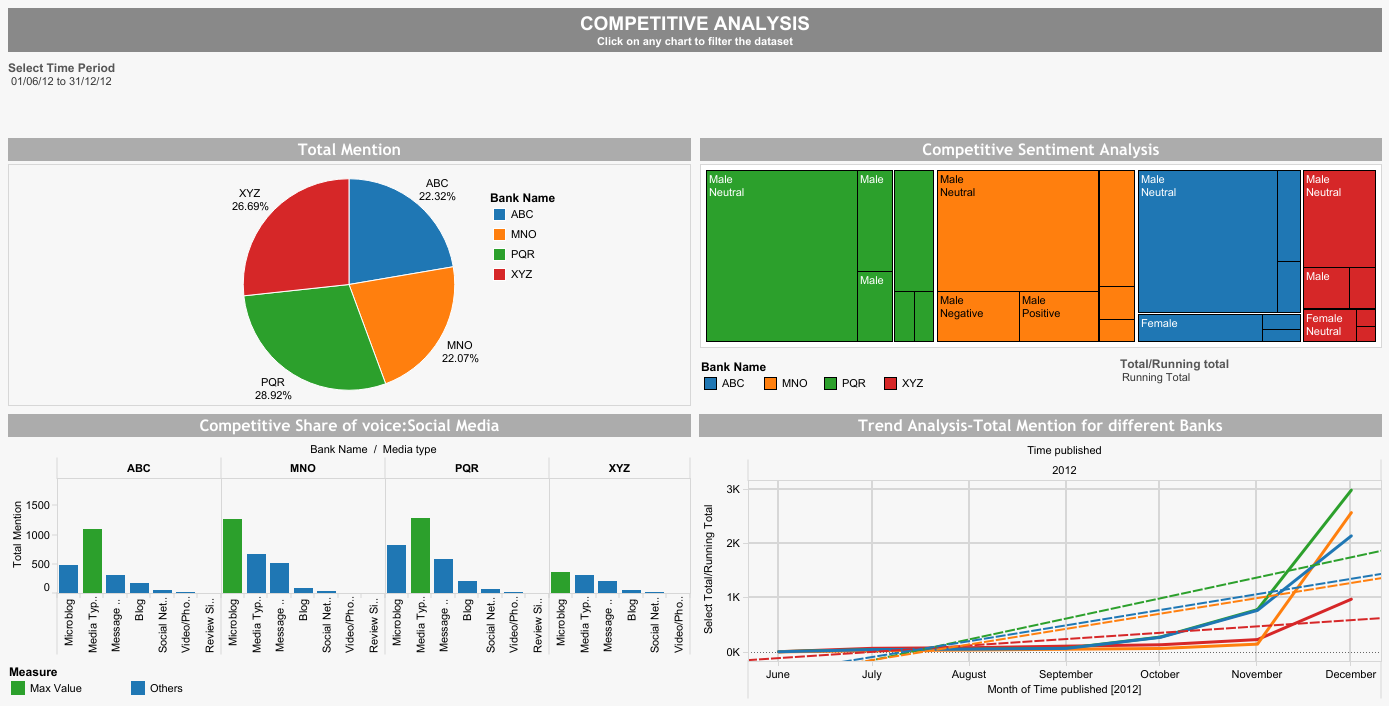 COMPETITIVE ANALYSIS
Click on any chart to filter the dataset
Select Time Period
01/06/12 to 31/12/12
Total Mention
XYZ
26.69%
ABC
22.32%
MNO
22.07%
PQR
28.92%
Bank Name
ABC
MNO
PQR
XYZ
Competitive Sentiment Analysis
Male
Neutral
Male
Male
Male
Neutral
Male
Negative
Male
Positive
Male
Neutral
Female
Male
Neutral
Male
Female
Neutral
Bank Name
ABC MNO PQR XYZ
Total/Running total
Running Total
Competitive Share of voice:Social Media
Bank Name / Media type
ABC MNO PQR XYZ
Total Mention
1500
1000
500
0
Microblog
Media Typ..
Message ..
Blog
Social Net..
Video/Pho..
Review Si..
Microblog
Media Typ..
Message ..
Blog
Social Net..
Video/Pho..
Review Si..
Microblog
Media Typ..
Message ..
Blog
Social Net..
Video/Pho..
Review Si..
Microblog
Media Typ..
Message ..
Blog
Social Net..
Video/Pho..
Measure
Max Value Others
Trend Analysis-Total Mention for different Banks
Time published
2012
Select Total/Running Total
3K
2K
1K
0K
June July August September October November December
Month of Time published [2012]